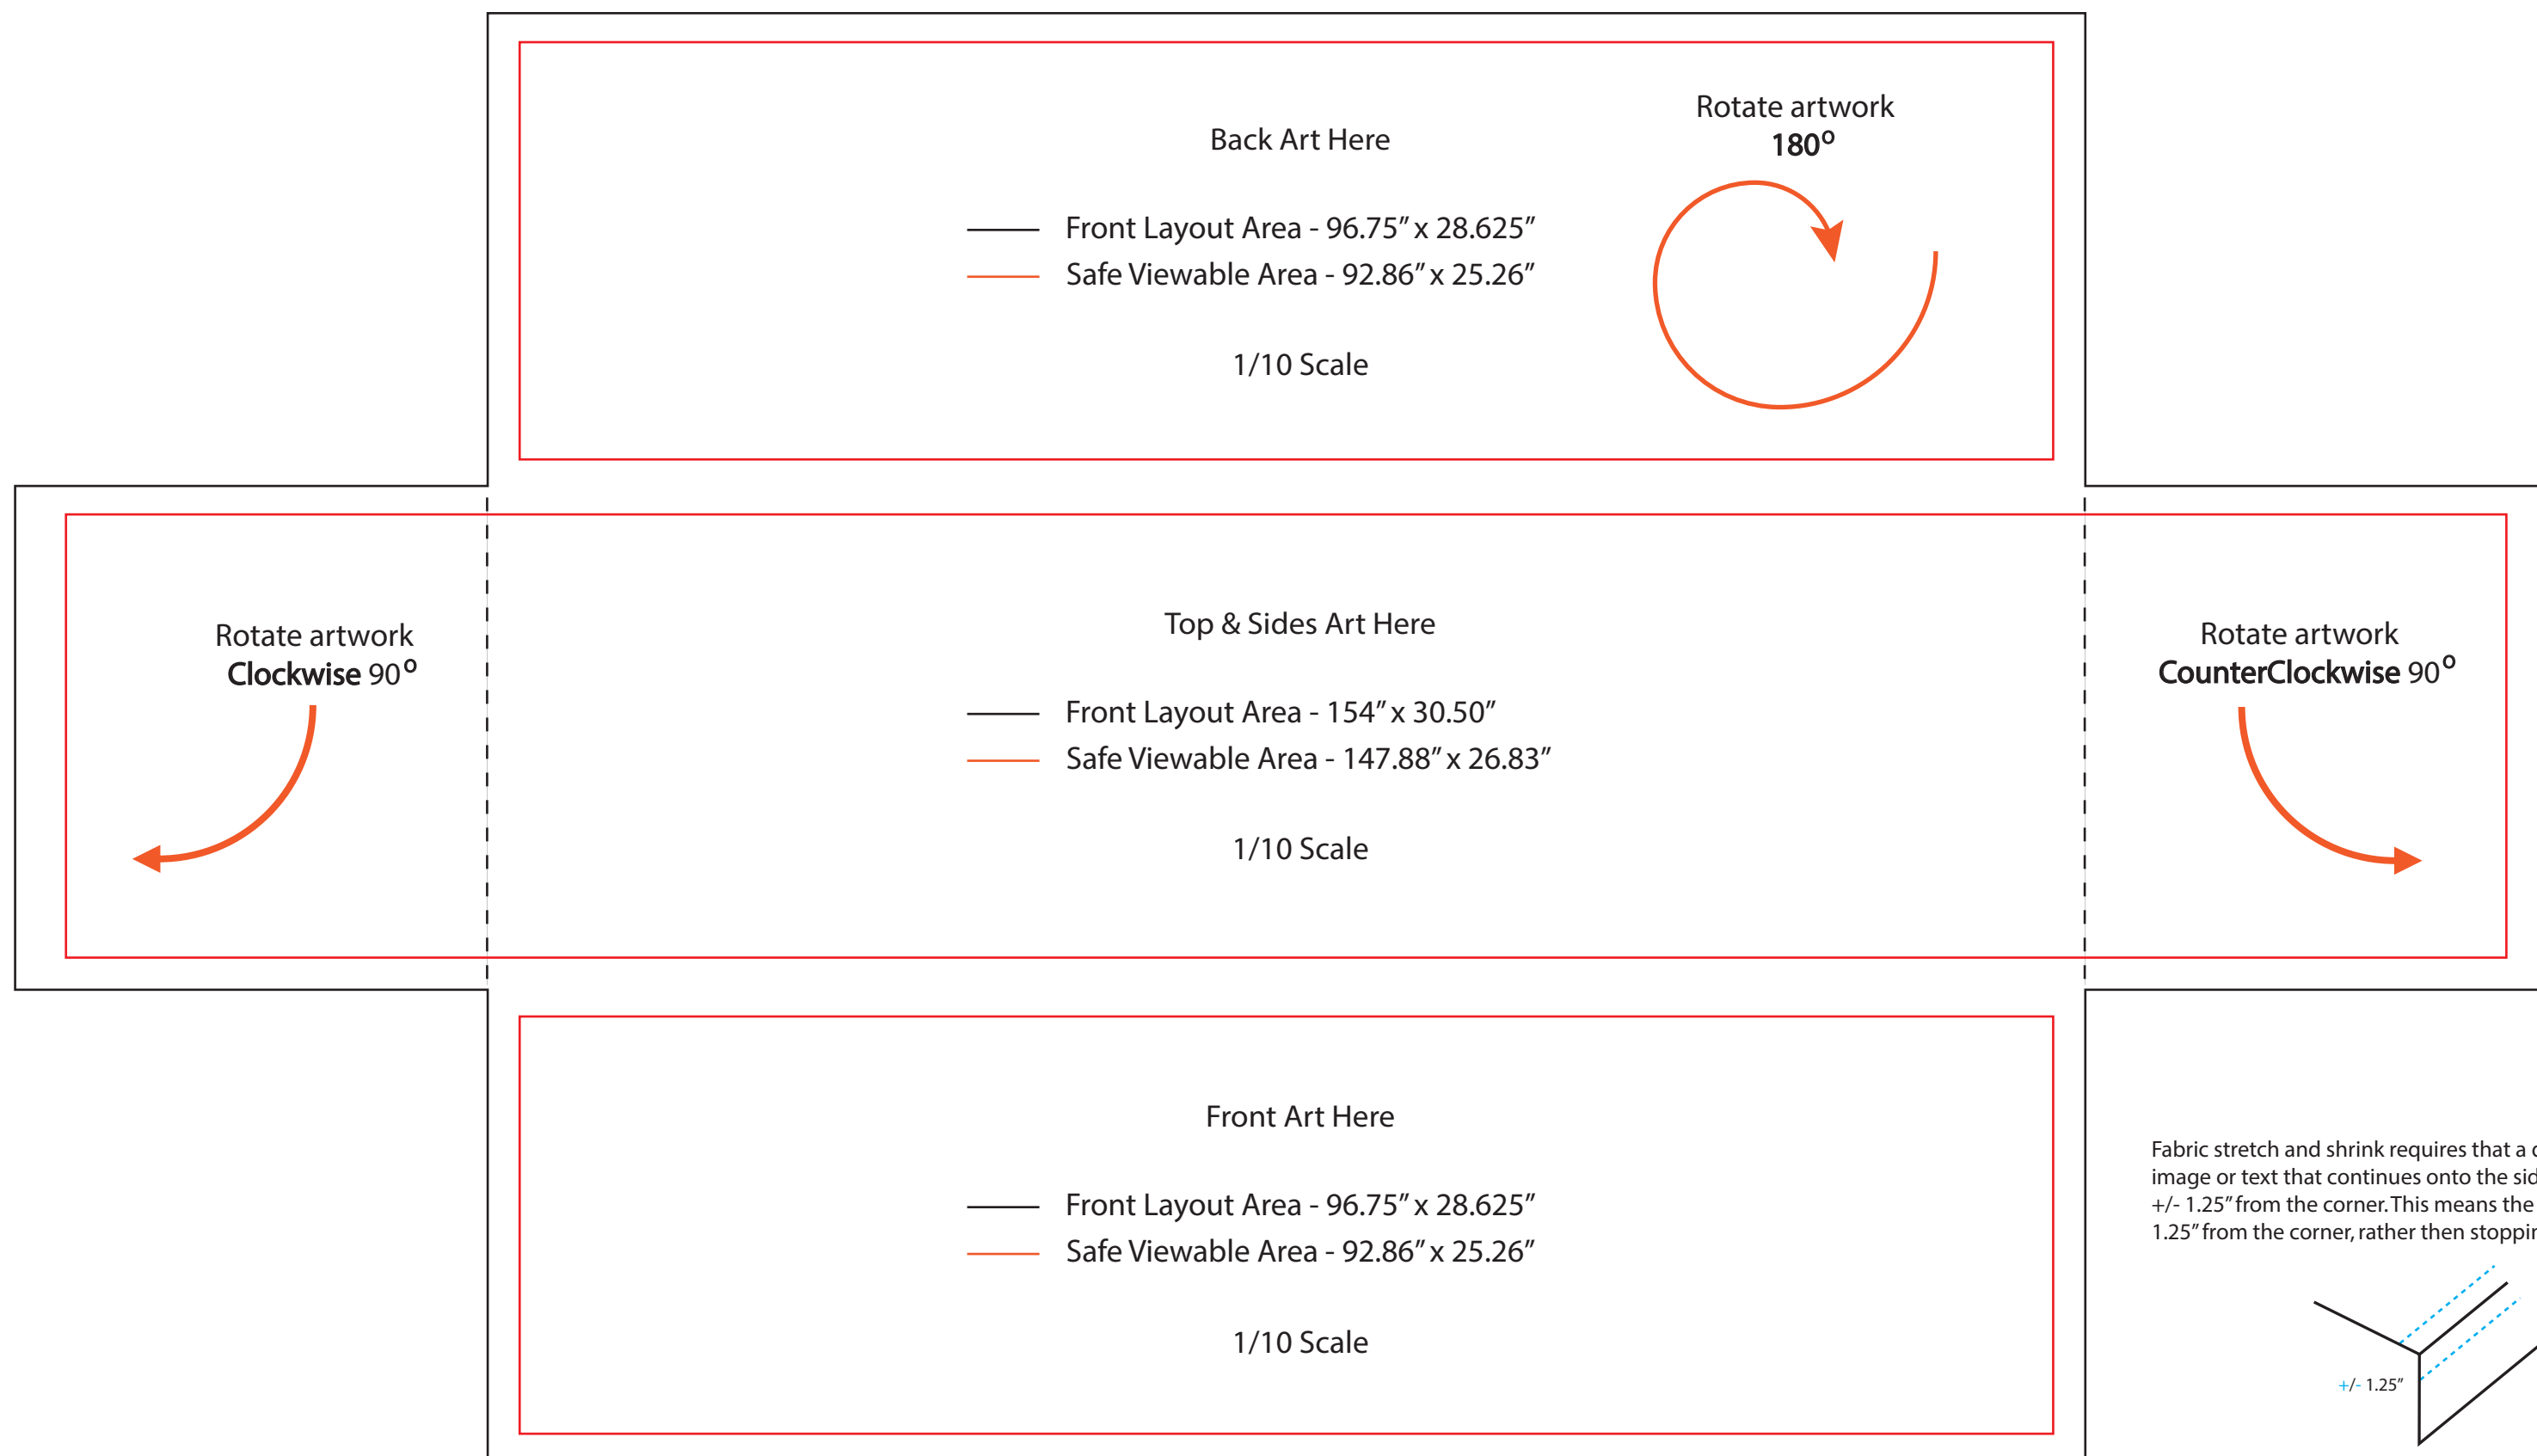 Back Art Here
Rotate artwork
180º
Front Layout Area - 96.75” x 28.625”
Safe Viewable Area - 92.86” x 25.26”
1/10 Scale
Rotate artwork
Clockwise 90º
Top & Sides Art Here
Front Layout Area - 154” x 30.50”
Safe Viewable Area - 147.88” x 26.83”
1/10 Scale
Rotate artwork
CounterClockwise 90º
Front Art Here
Front Layout Area - 96.75” x 28.625”
Safe Viewable Area - 92.86” x 25.26”
1/10 Scale
Fabric stretch and shrink requires that a
image or text that continues onto the
+/- 1.25” from the corner. This means the
1.25” from the corner, rather then
+/- 1.25”